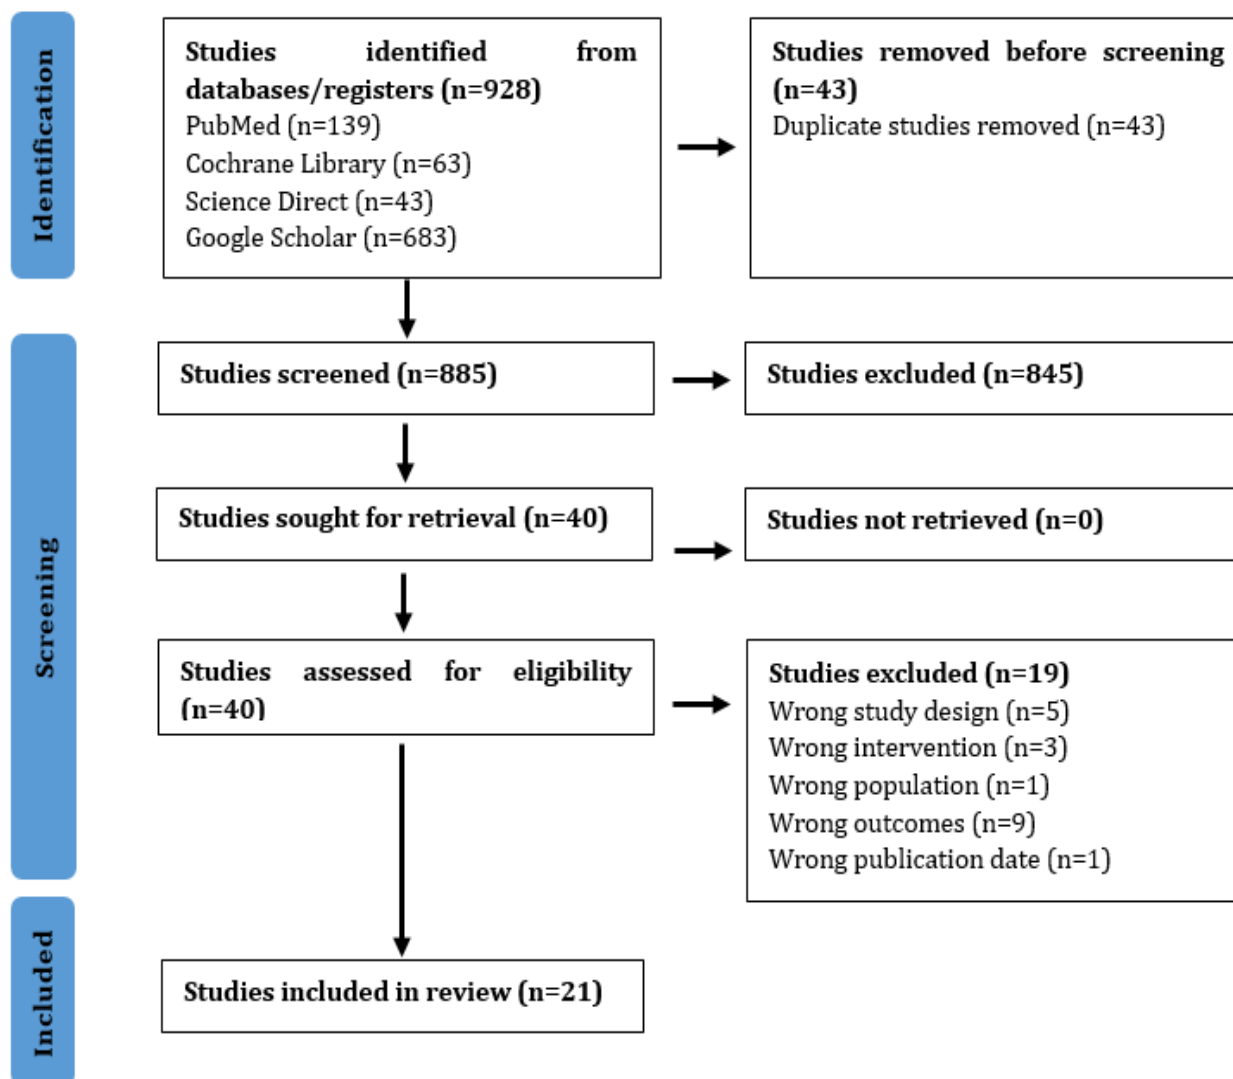 Identification
Studies identified from
databases/registers (n=928)
PubMed (n=139)
Cochrane Library (n=63)
Science Direct (n=43)
Google Scholar (n=683)
Studies removed before screening
(n=43)
Duplicate studies removed (n=43)
Screening
Studies screened (n=885)
Studies excluded (n=845)
Studies sought for retrieval (n=40)
Studies not retrieved (n=0)
Studies assessed for eligibility
(n=40)
Studies excluded (n=19)
Wrong study design (n=5)
Wrong intervention (n=3)
Wrong population (n=1)
Wrong outcomes (n=9)
Wrong publication date (n=1)
Included
Studies included in review (n=21)